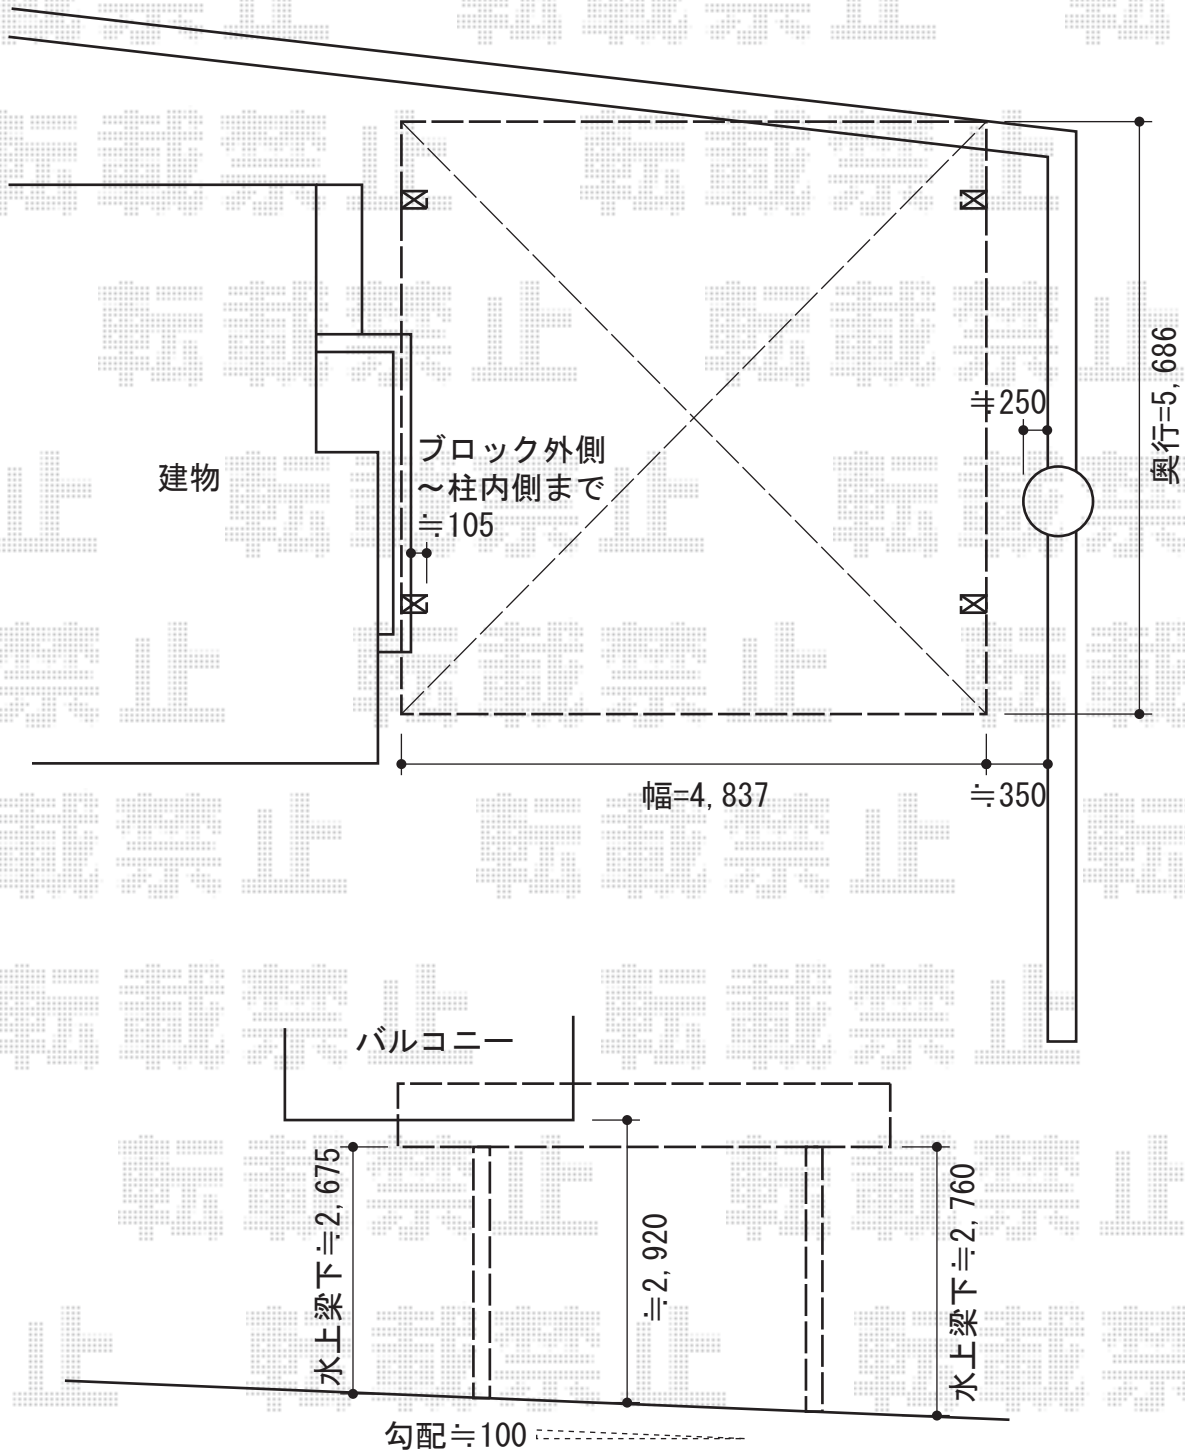 ≒250
奥行=5,686
建物
ブロック外側
～柱内側まで
≒105
幅=4,837
≒350
バルコニー
水上梁下≒2,675
≒2,920
水上梁下≒2,760
勾配≒100
転載禁止